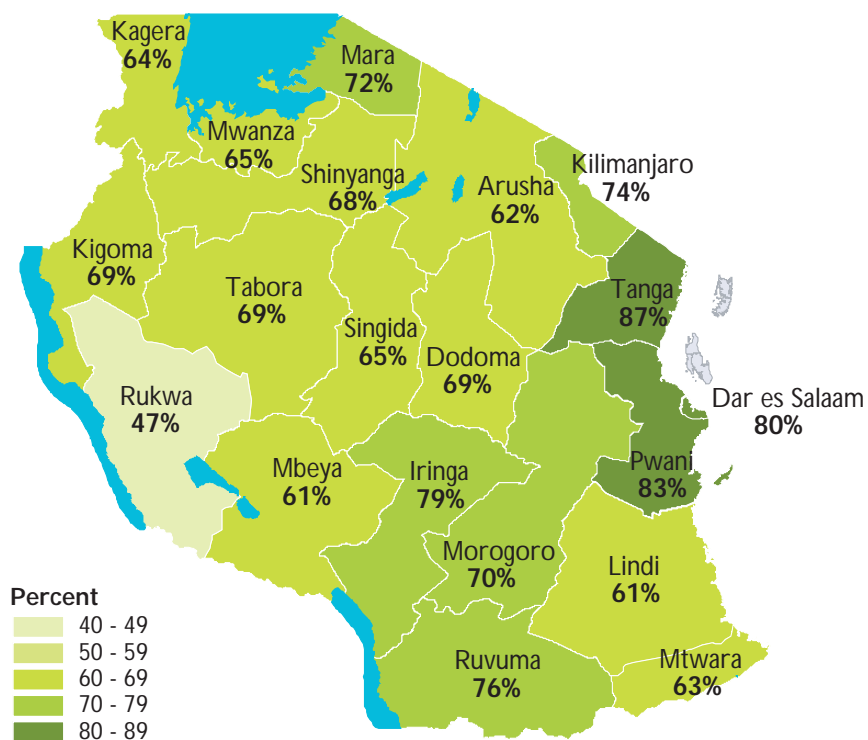 Kagera
64%
Mara
72%
Mwanza
65%
Shinyanga
68%
Arusha
62%
Kilimanjaro
74%
Kigoma
69%
Tabora
69%
Singida
65%
Dodoma
69%
Tanga
87%
Rukwa
47%
Dar es Salaam
80%
Mbeya
61%
Iringa
79%
Pwani
83%
Morogoro
70%
Lindi
61%
Ruvuma
76%
Mtwara
63%
Percent
40 - 49
50 - 59
60 - 69
70 - 79
80 - 89